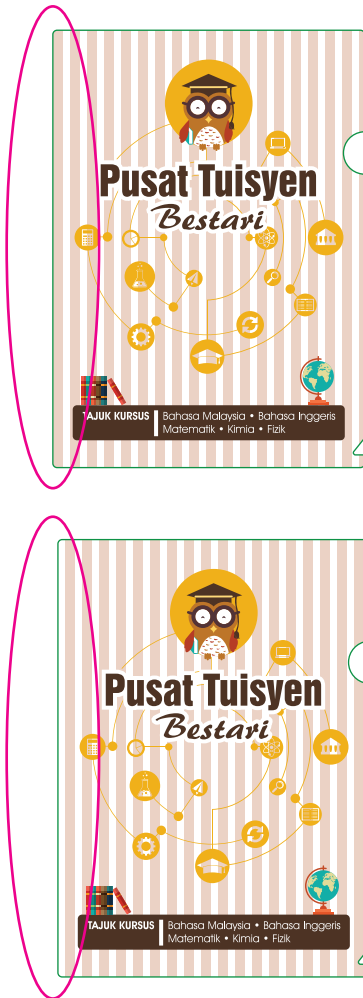 Pusat Tuisyen
Bestari
TAJUK KURSUS
Bahasa Malaysia • Bahasa Inggeris
Matematik • Kimia • Fizik
Pusat Tuisyen
Bestari
TAJUK KURSUS
Bahasa Malaysia • Bahasa Inggeris
Matematik • Kimia • Fizik